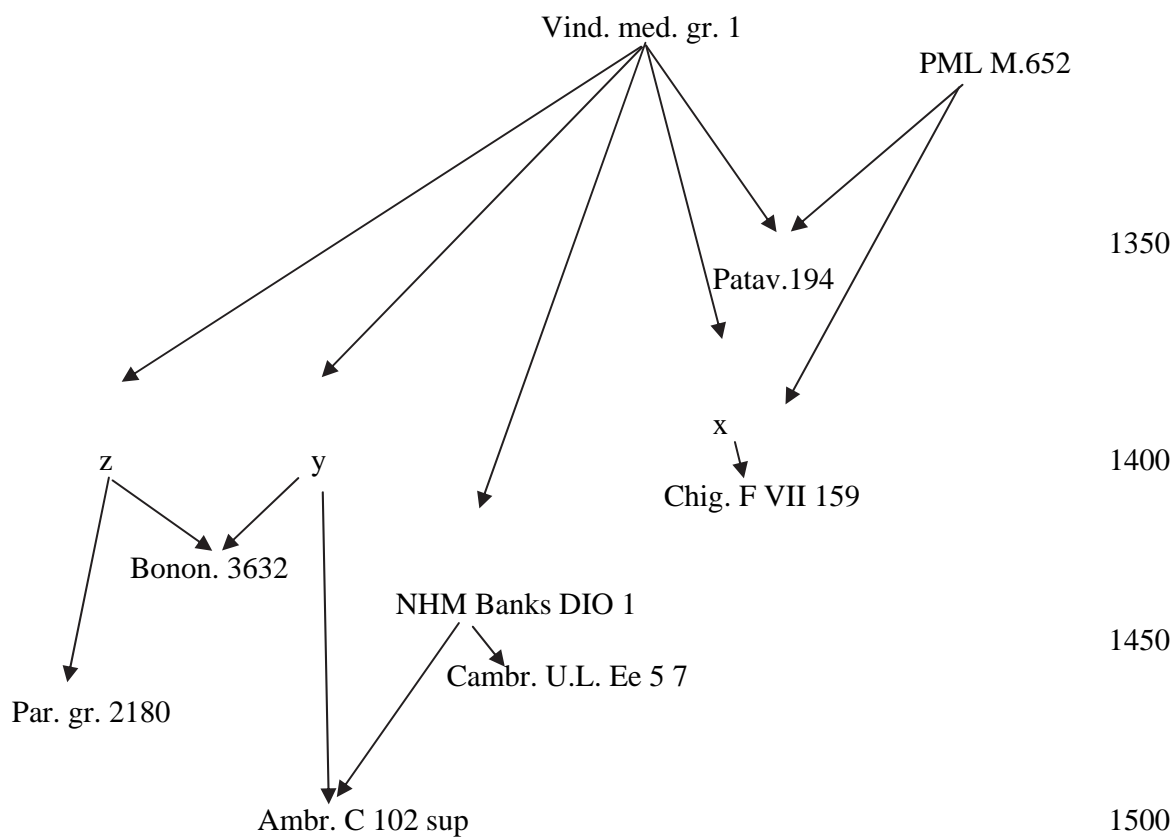 Vind. med. gr. 1
PML M.652
1350
Patav.194
x
z
y
1400
Chig. F VII 159
Bonon. 3632
NHM Banks DIO 1
1450
Cambr. U.L. Ee 5 7
Par. gr. 2180
Ambr. C 102 sup
1500